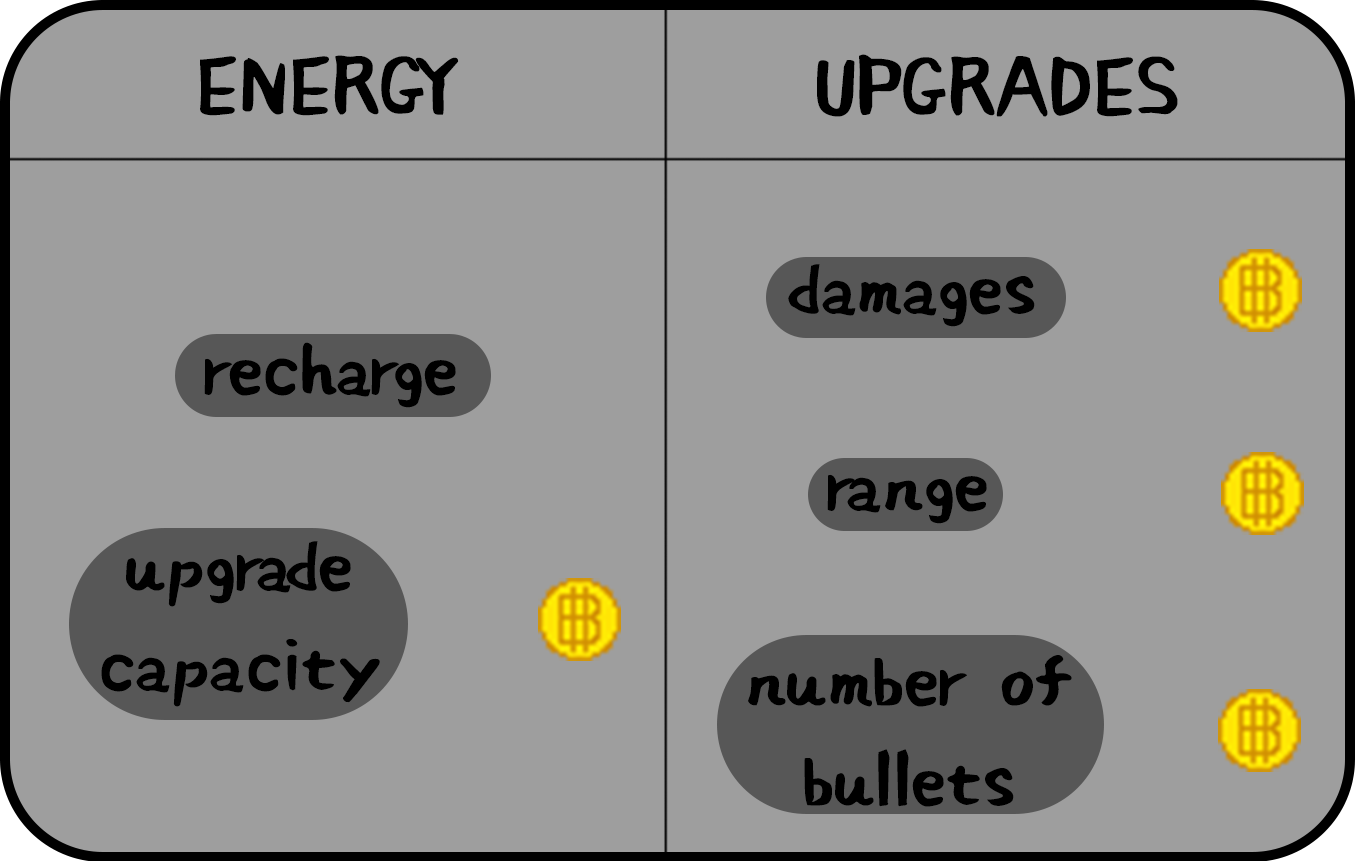 ENERGY
UPGRADES
recharge
upgrade
capacity
damages
range
number of
bullets